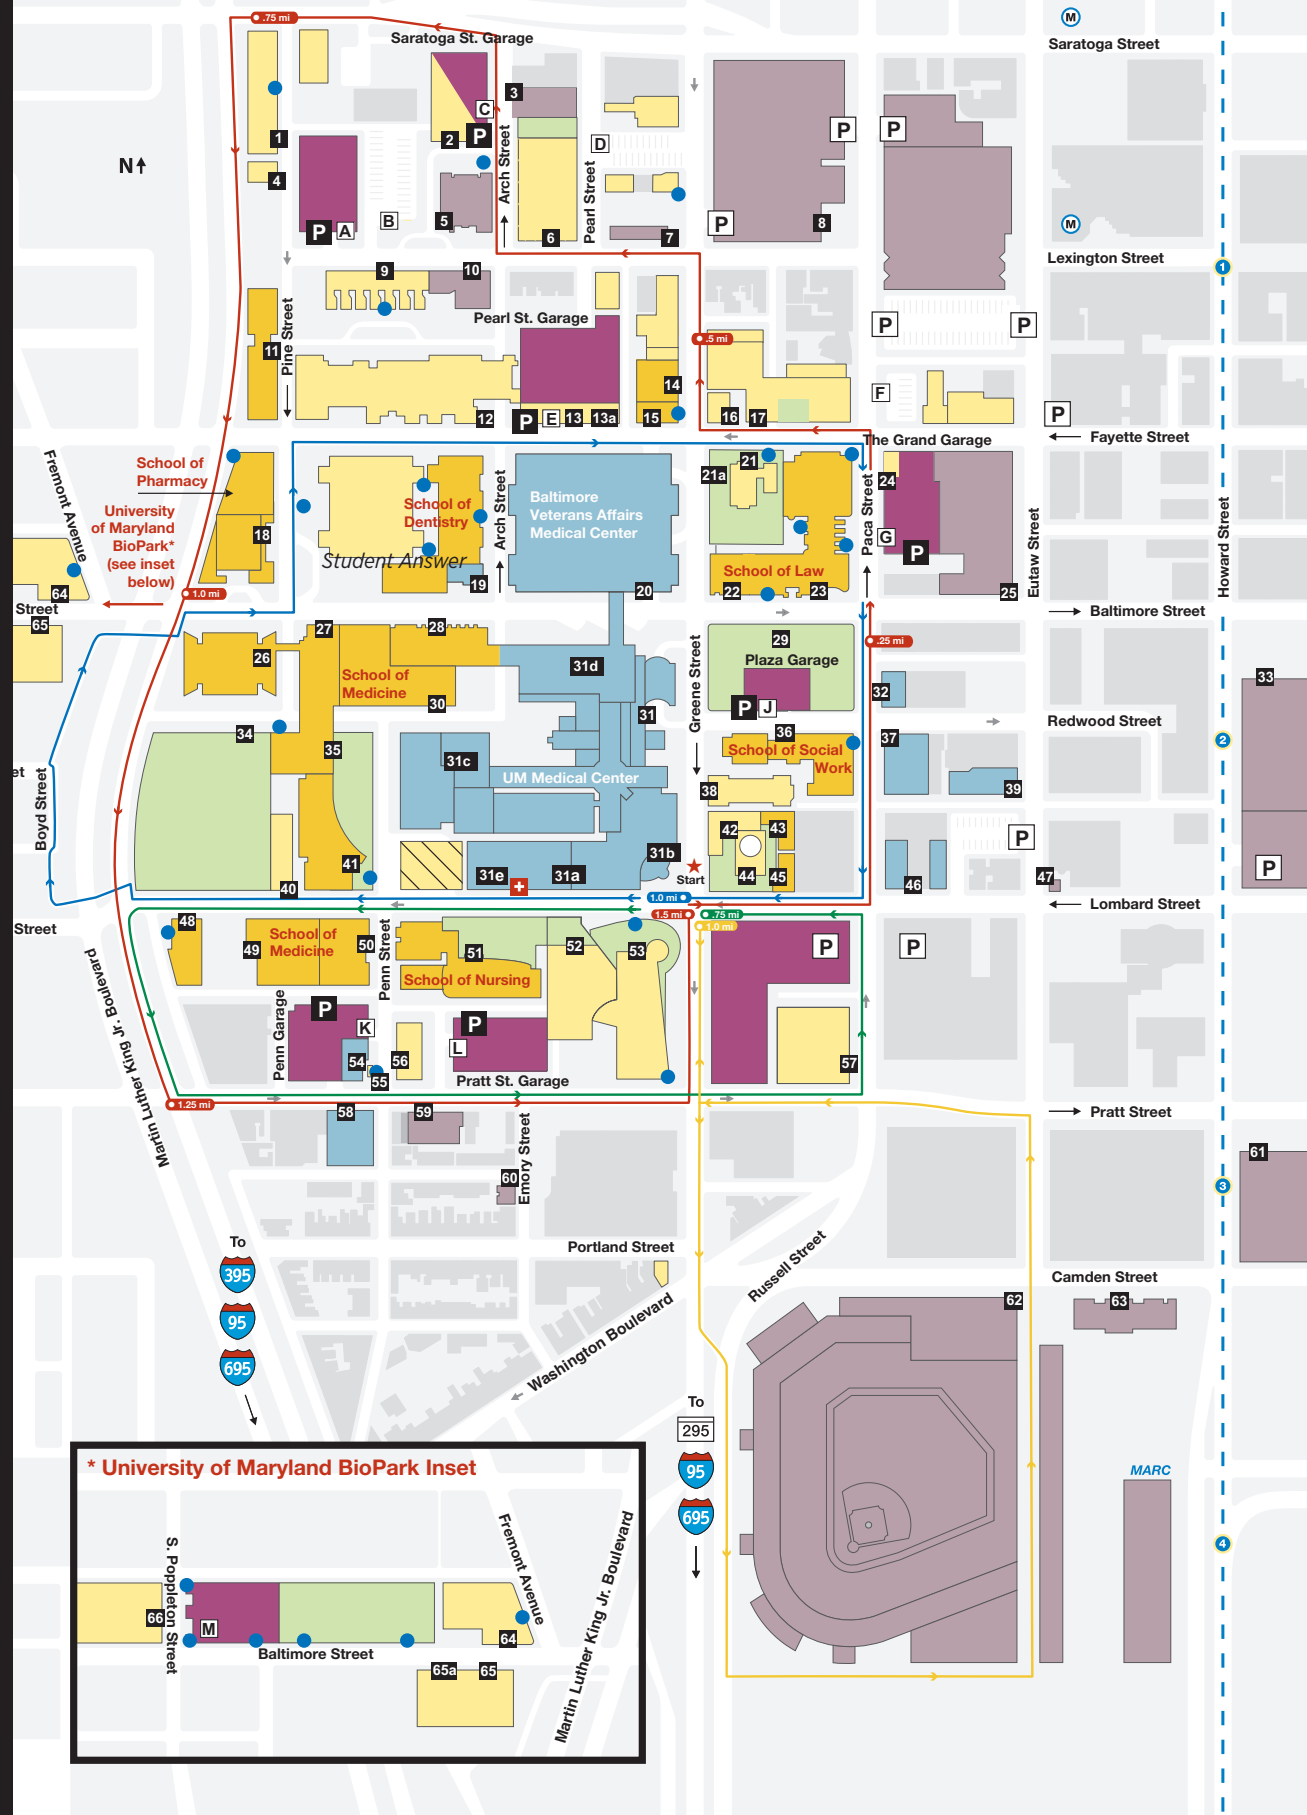 .75 mi
M
Saratoga St. Garage
Saratoga Street
3
C
1
2
P
P
P
D
N
Arch Street
4
Pearl Street
B
5
P
A
P
8
M
6
7
Lexington Street
9
10
1
Pearl St. Garage
Pine Street
P
P
11
.5 mi
14
F
12
P
E
13
13a
15
16
17
P
Fayette Street
The Grand Garage
School of
Pharmacy
Fremont Avenue
21
21a
24
Arch Street
Baltimore
Veterans Affairs
Medical Center
School of
Dentistry
Paca Street
Eutaw Street
Howard Street
University
of Maryland
BioPark*
(see inset
below)
18
G
P
Student Answer
School of Law
19
20
22
23
25
64
1.0 mi
Street
Baltimore Street
65
27
28
26
29
.25 mi
Plaza Garage
31d
School of
Medicine
30
Greene Street
32
33
P
J
31
34
35
Redwood Street
36
37
2
School of Social
Work
31c
UM Medical Center
et
Boyd Street
38
39
42
43
P
31b
41
Start
44
45
46
47
P
31e
31a
40
1.0 mi
Lombard Street
1.5 mi
.75 mi
1.0 mi
48
Street
School of
Medicine
49
50
Penn Street
51
52
53
P
P
School of Nursing
Martin Luther King Jr. Boulevard
Penn Garage
P
K
P
L
54
55
56
57
Pratt St. Garage
1.25 mi
58
59
Pratt Street
Emory Street
60
61
3
To
395
95
695
Portland Street
Russell Street
Camden Street
62
63
Washington Boulevard
To
295
95
695
MARC
4
* University of Maryland BioPark Inset
S. Poppleton Street
Fremont Avenue
Martin Luther King Jr. Boulevard
66
M
64
Baltimore Street
65a
65